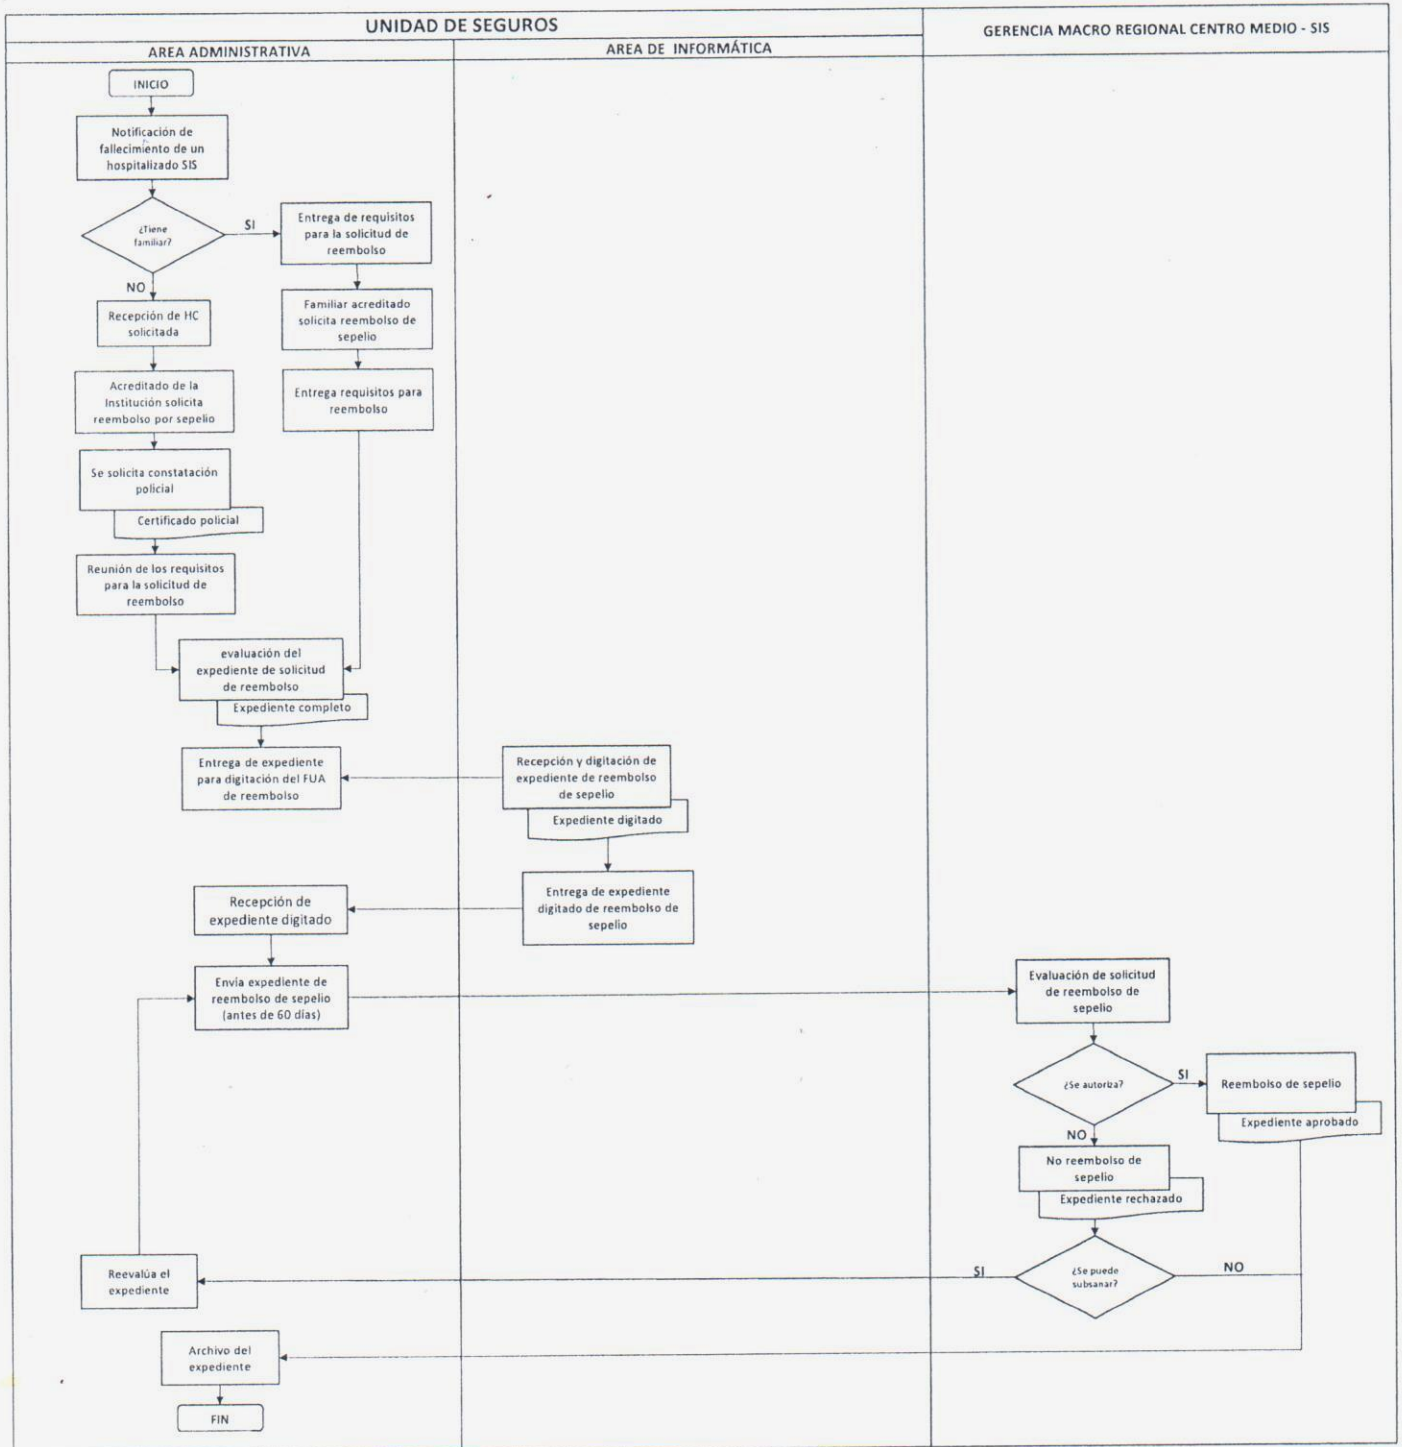 UNIDAD DE SEGUROS
GERENCIA MACRO REGIONAL CENTRO MEDIO - SIS
AREA ADMINISTRATIVA
AREA DE INFORMÁTICA
INICIO
Notificación de
fallecimiento de un
hospitalizado SIS
¿Tiene
familiar?
SI
Entrega de requisitos
para la solicitud de
reembolso
NO
Recepción de HC
solicitada
Familiar acreditado
solicita reembolso de
sepelio
Acreditado de la
Institución solicita
reembolso por sepelio
Entrega requisitos para
reembolso
Se solicita constatación
policial
Certificado policial
Reunión de los requisitos
para la solicitud de
reembolso
evaluación del
expediente de solicitud
de reembolso
Expediente completo
Entrega de expediente
para digitación del FUA
de reembolso
Recepción y digitación de
expediente de reembolso
de sepelio
Expediente digitado
Recepción de
expediente digitado
Entrega de expediente
digitado de reembolso de
sepelio
Envía expediente de
reembolso de sepelio
(antes de 60 días)
Evaluación de solicitud
de reembolso de
sepelio
¿Se autoriza?
SI
Reembolso de sepelio
Expediente aprobado
NO
No reembolso de
sepelio
Expediente rechazado
Reevalúa el
expediente
SI
¿Se puede
subsanar?
NO
Archivo del
expediente
FIN